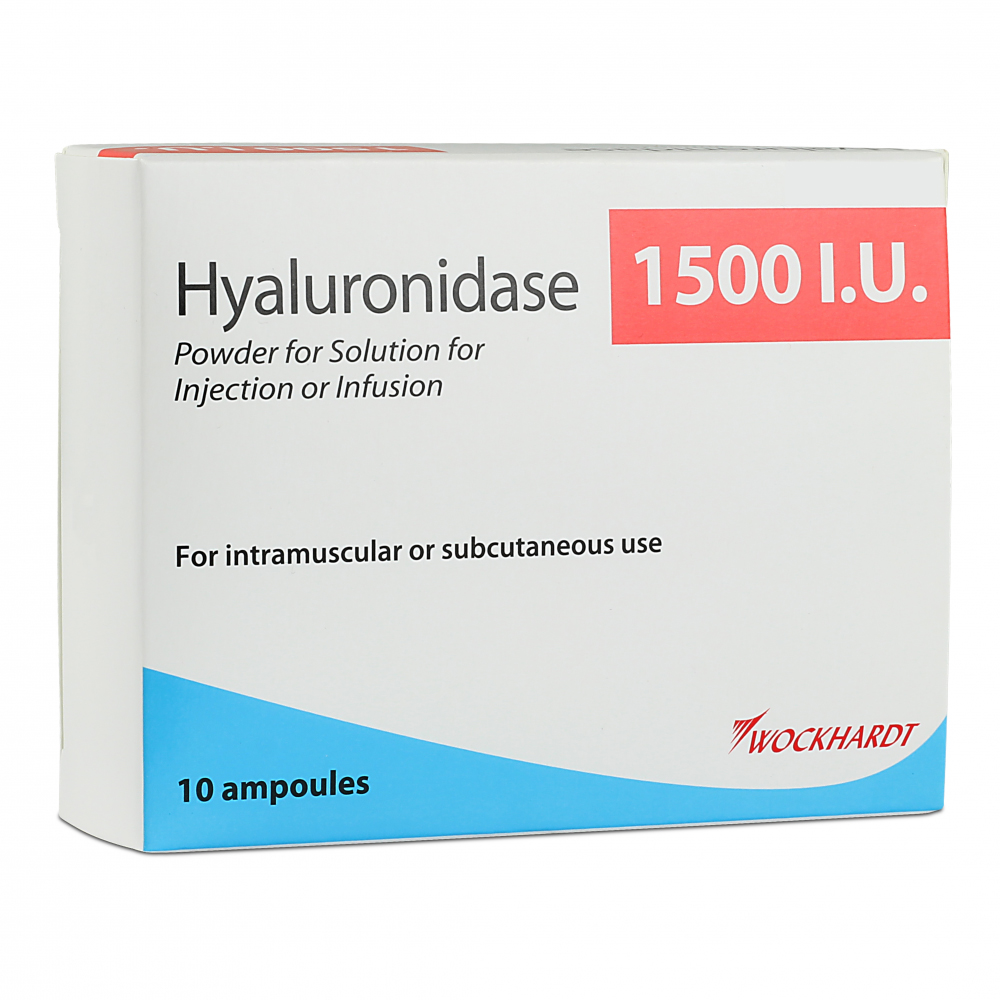 Hyaluronidase
1500 I.U.
Powder for Solution for
Injection or Infusion
For intramuscular or subcutaneous use
WOCKHARDT
10 ampoules